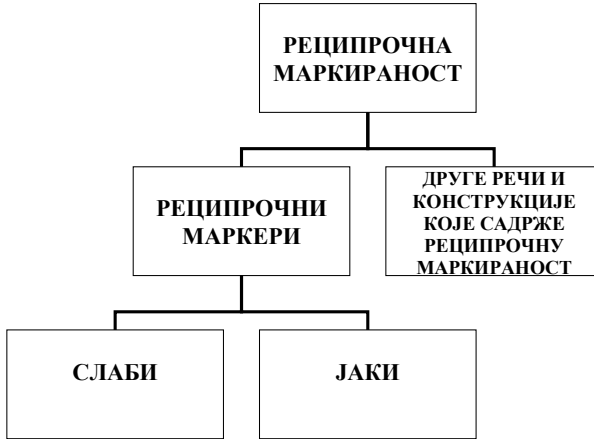 РЕЦИПРОЧНА
МАРКИРАНОСТ
РЕЦИПРОЧНИ
МАРКЕРИ
ДРУГЕ РЕЧИ И
КОНСТРУКЦИЈЕ
КОЈЕ САДРЖЕ
РЕЦИПРОЧНУ
МАРКИРАНОСТ
СЛАБИ
ЈАКИ